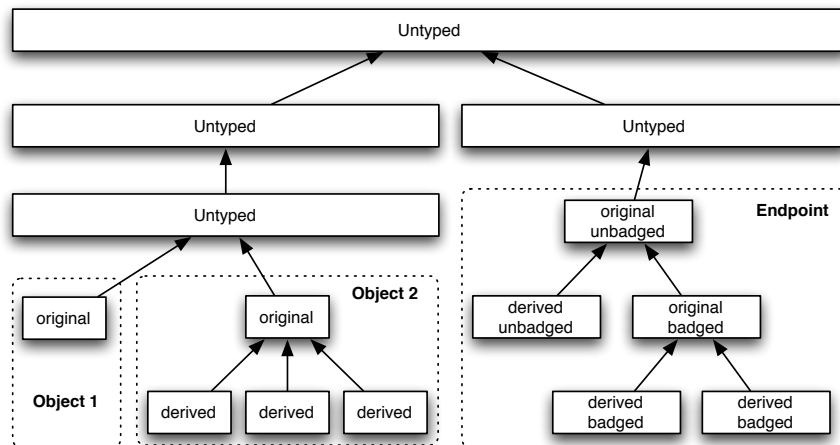 Untyped
Untyped
Untyped
Untyped
original
unbadged
Endpoint
Object 2
original
original
derived
unbadged
original
badged
Object 1
derived
derived
derived
derived
badged
derived
badged